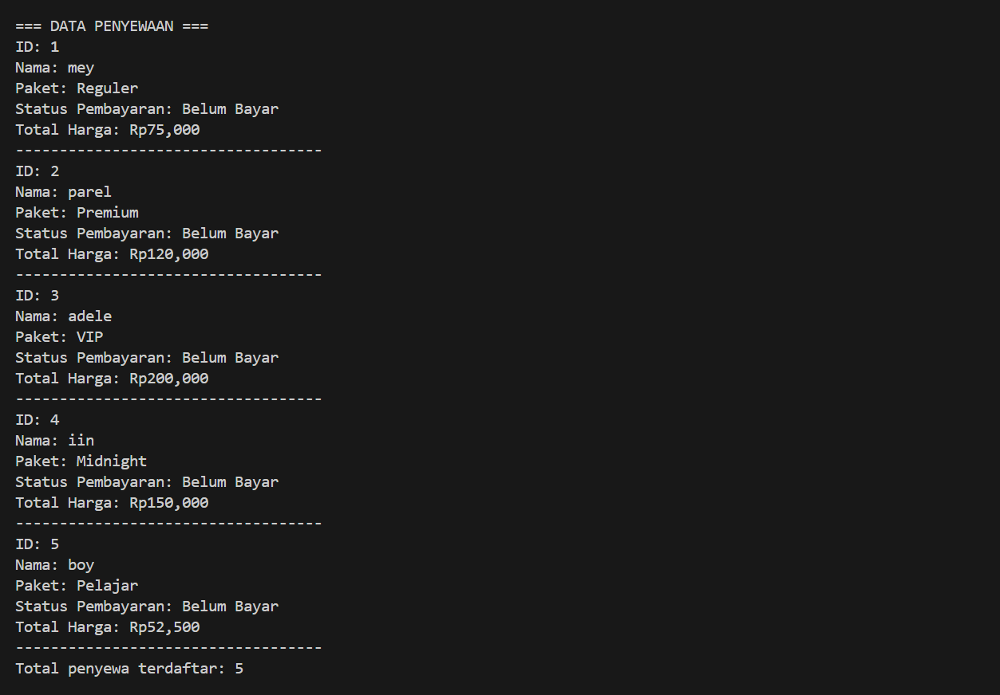 === DATA PENYEWAAN ===
ID: 1
Nama: mey
Paket: Reguler
Status Pembayaran: Belum Bayar
Total Harga: Rp75,000
-----------------------------------
ID: 2
Nama: parel
Paket: Premium
Status Pembayaran: Belum Bayar
Total Harga: Rp120,000
-----------------------------------
ID: 3
Nama: adele
Paket: VIP
Status Pembayaran: Belum Bayar
Total Harga: Rp200,000
-----------------------------------
ID: 4
Nama: iin
Paket: Midnight
Status Pembayaran: Belum Bayar
Total Harga: Rp150,000
-----------------------------------
ID: 5
Nama: boy
Paket: Pelajar
Status Pembayaran: Belum Bayar
Total Harga: Rp52,500
-----------------------------------
Total penyewa terdaftar: 5